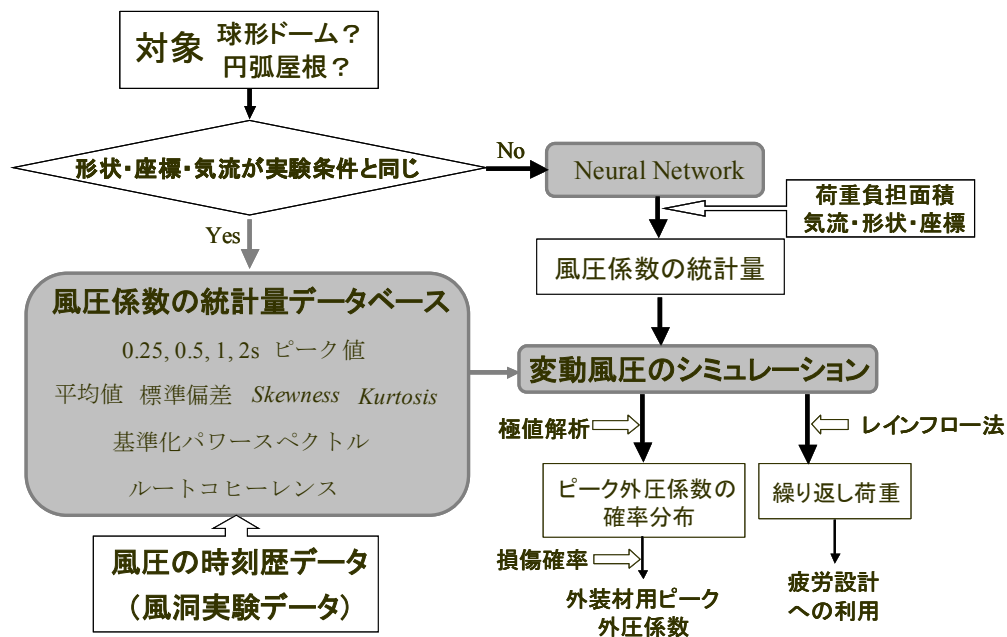 対象 球形ドーム？
円弧屋根？
形状・座標・気流が実験条件と同じ
No
Yes
Neural Network
荷重負担面積
気流・形状・座標
風圧係数の統計量
風圧係数の統計量データベース
0.25, 0.5, 1, 2s ピーク値
平均値 標準偏差 Skewness Kurtosis
基準化パワースペクトル
ルートコヒーレンス
風圧の時刻歴データ
（風洞実験データ）
変動風圧のシミュレーション
極値解析
レインフロー法
ピーク外圧係数の
確率分布
繰り返し荷重
損傷確率
外装材用ピーク
外圧係数
疲労設計
への利用